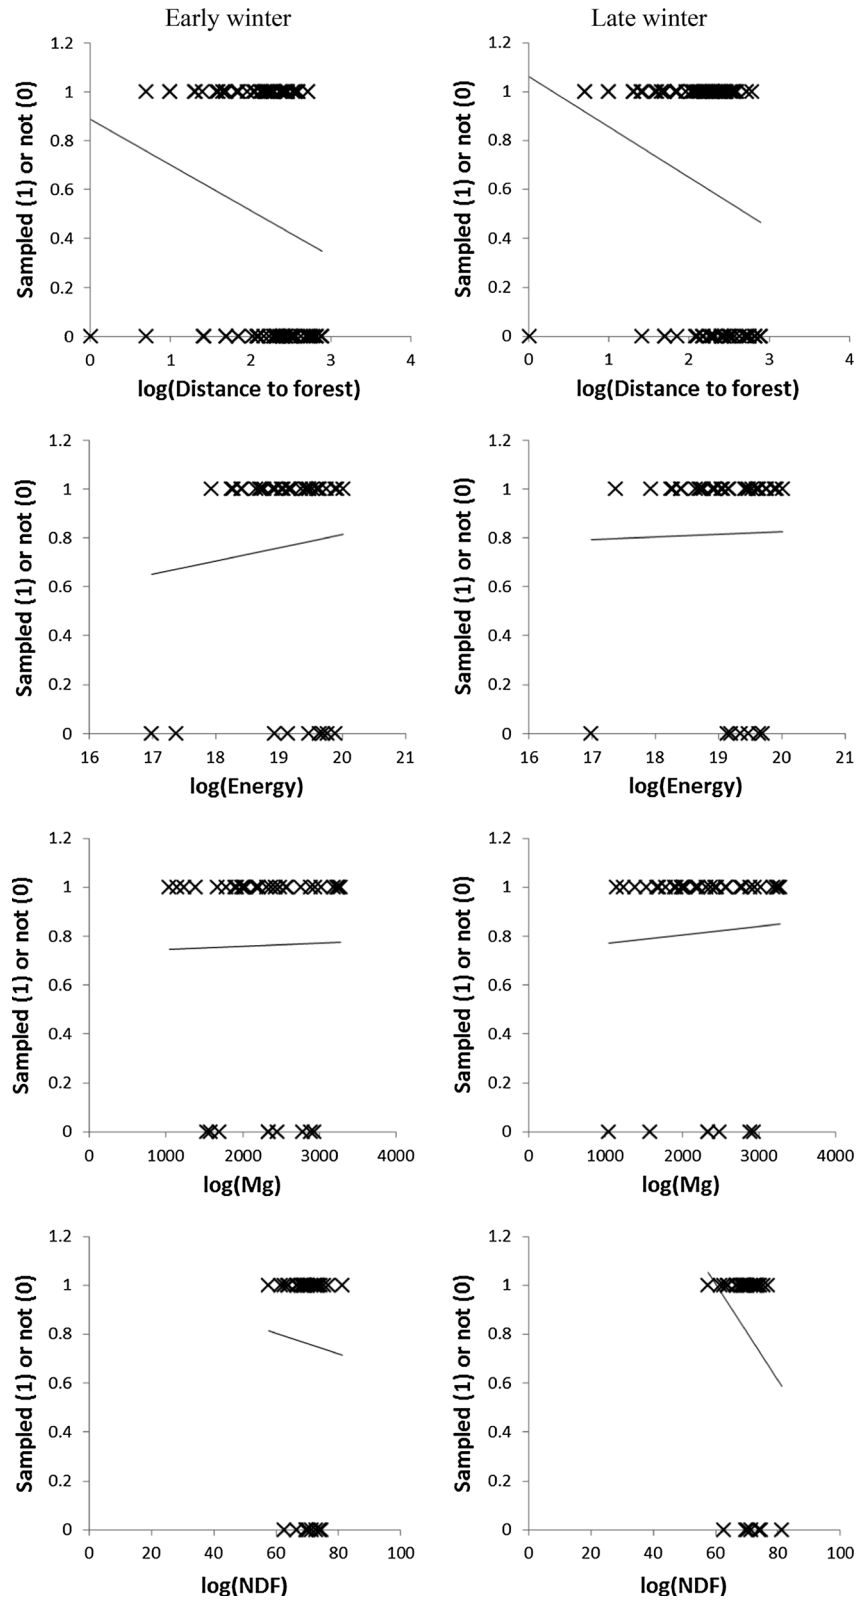 Early winter
Late winter
1.2
1
0.8
0.6
0.4
0.2
0
Sampled (1) or not (0)
0 1 2 3 4
log(Distance to forest)
1.2
1
0.8
0.6
0.4
0.2
0
Sampled (1) or not (0)
0 1 2 3 4
log(Distance to forest)
1.2
1
0.8
0.6
0.4
0.2
0
Sampled (1) or not (0)
16 17 18 19 20 21
log(Energy)
1.2
1
0.8
0.6
0.4
0.2
0
Sampled (1) or not (0)
16 17 18 19 20 21
log(Energy)
1.2
1
0.8
0.6
0.4
0.2
0
Sampled (1) or not (0)
0 1000 2000 3000 4000
log(Mg)
1.2
1
0.8
0.6
0.4
0.2
0
Sampled (1) or not (0)
0 1000 2000 3000 4000
log(Mg)
1.2
1
0.8
0.6
0.4
0.2
0
Sampled (1) or not (0)
0 20 40 60 80 100
log(NDF)
1.2
1
0.8
0.6
0.4
0.2
0
Sampled (1) or not (0)
0 20 40 60 80 100
log(NDF)